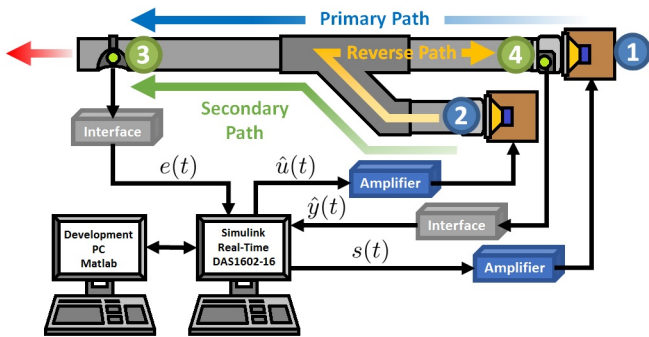 Primary Path
3
Reverse Path
4
1
2
Secondary
Path
Interface
e(t)
û(t)
Amplifier
ŷ(t)
Interface
s(t)
Amplifier
Development
PC
Matlab
Simulink
Real-Time
DAS1602-16